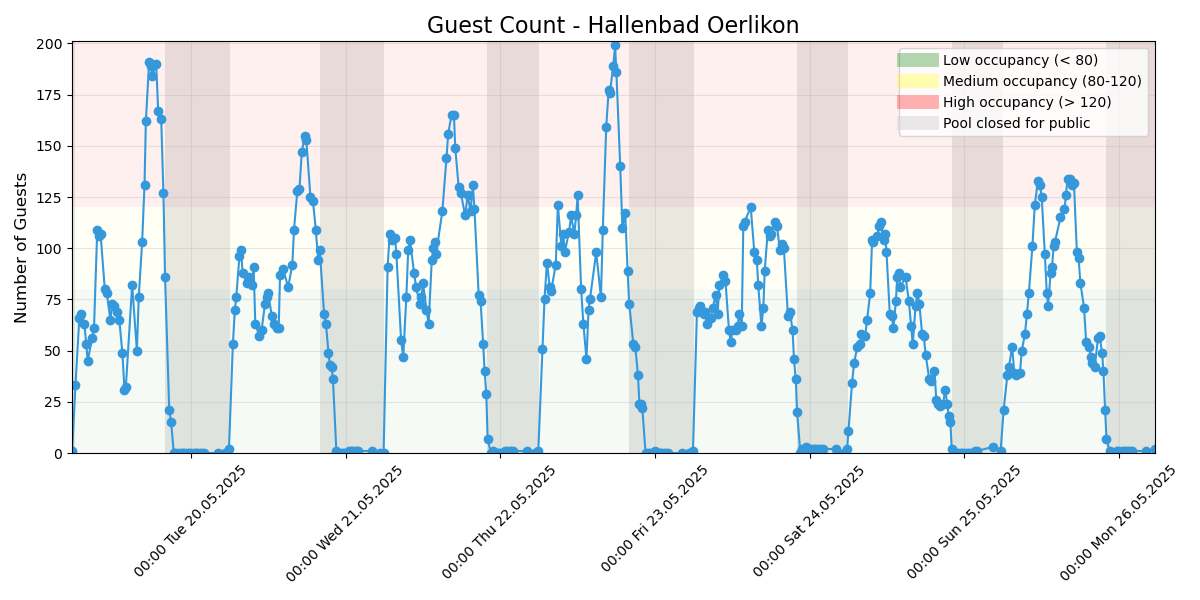 Guest Count - Hallenbad Oerlikon
Number of Guests
200
175
150
125
100
75
50
25
0
Low occupancy (< 80)
Medium occupancy (80-120)
High occupancy (> 120)
Pool closed for public
00:00 Tue 20.05.2025
00:00 Wed 21.05.2025
00:00 Thu 22.05.2025
00:00 Fri 23.05.2025
00:00 Sat 24.05.2025
00:00 Sun 25.05.2025
00:00 Mon 26.05.2025